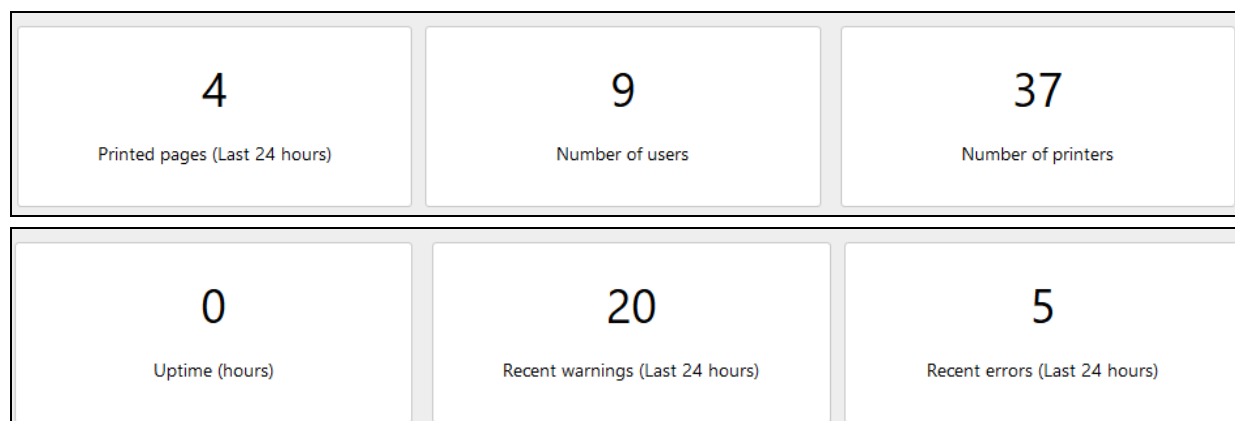 4
Printed pages (Last 24 hours)
9
Number of users
37
Number of printers
0
Uptime (hours)
20
Recent warnings (Last 24 hours)
5
Recent errors (Last 24 hours)